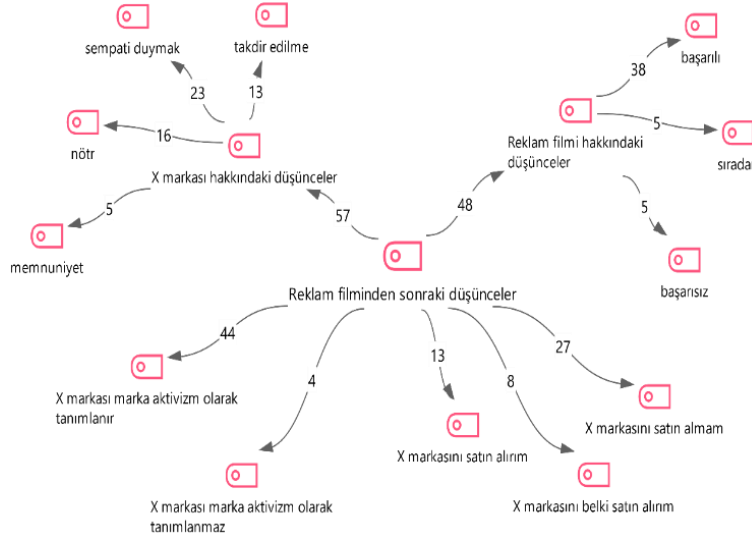 sempati duymak
takdir edilme
başarılı
23
13
38
nötr
16
5
Reklam filmi hakkındaki
düşünceler
sıradan
X markası hakkındaki düşünceler
5
57
48
5
memnuniyet
başarısız
Reklam filminden sonraki düşünceler
44
4
13
8
27
X markası marka aktivizm olarak
tanımlanır
X markasını satın alırım
X markasını satın almam
X markası marka aktivizm olarak
tanımlanmaz
X markasını belki satın alırım